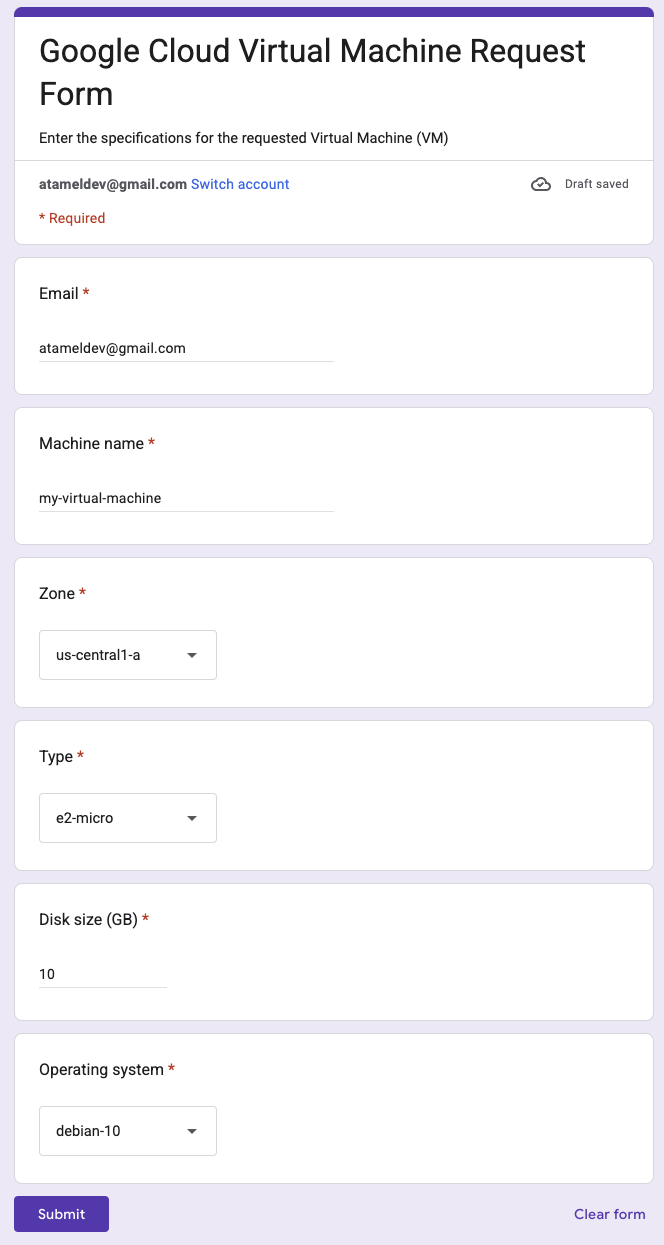 Google Cloud Virtual Machine Request
Form
Enter the specifications for the requested Virtual Machine (VM)
atameldev@gmail.com Switch account Draft saved
* Required
Email *
atameldev@gmail.com
Machine name *
my-virtual-machine
Zone *
us-central1-a
Type *
e2-micro
Disk size (GB) *
10
Operating system *
debian-10
Submit Clear form